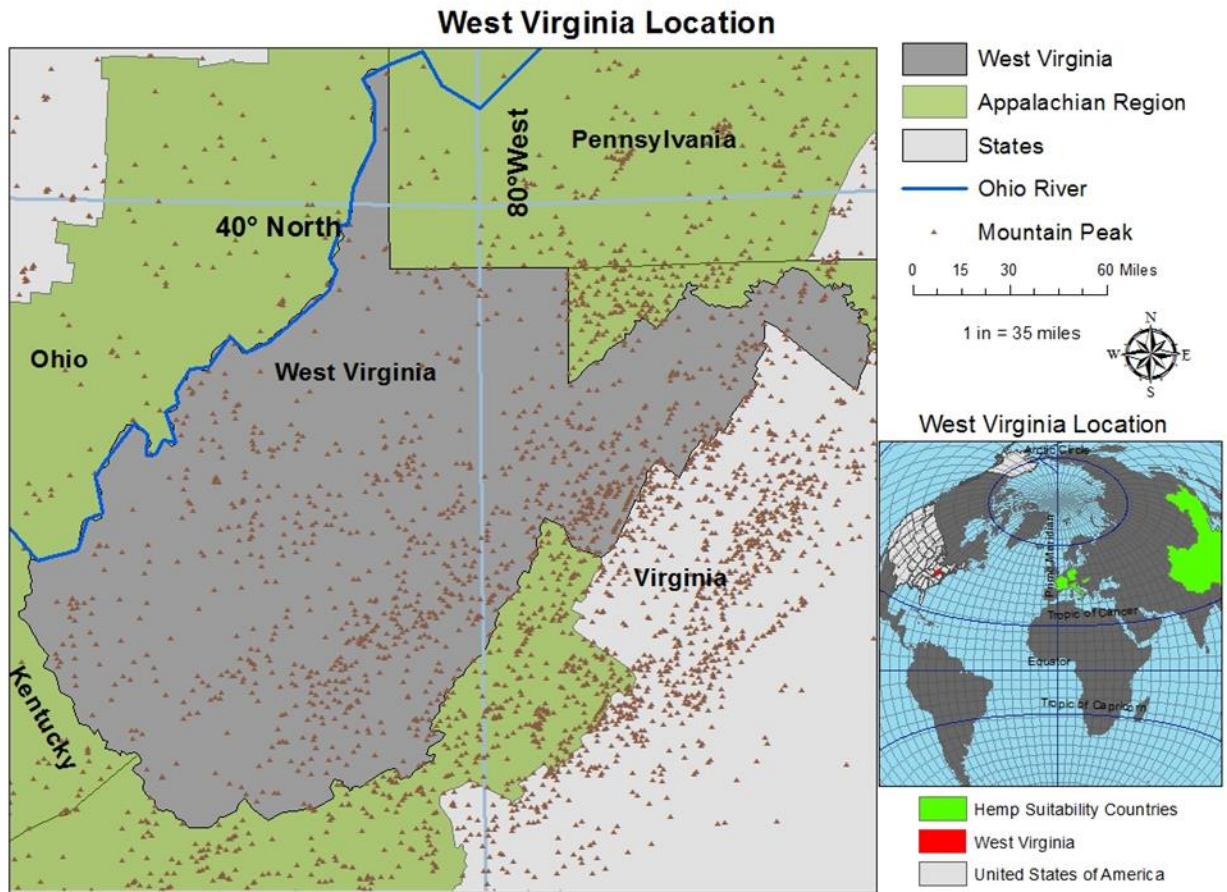 West Virginia Location
West Virginia
Appalachian Region
States
Ohio River
Mountain Peak
0 15 30 60 Miles
1 in = 35 miles
N
W E
S
Pennsylvania
80°West
40° North
Ohio
West Virginia
Virginia
Kentucky
West Virginia Location
Arctic Circle
Prime Meridian
Tropic of Cancer
Equator
Tropic of Capricorn
Hemp Suitability Countries
West Virginia
United States of America